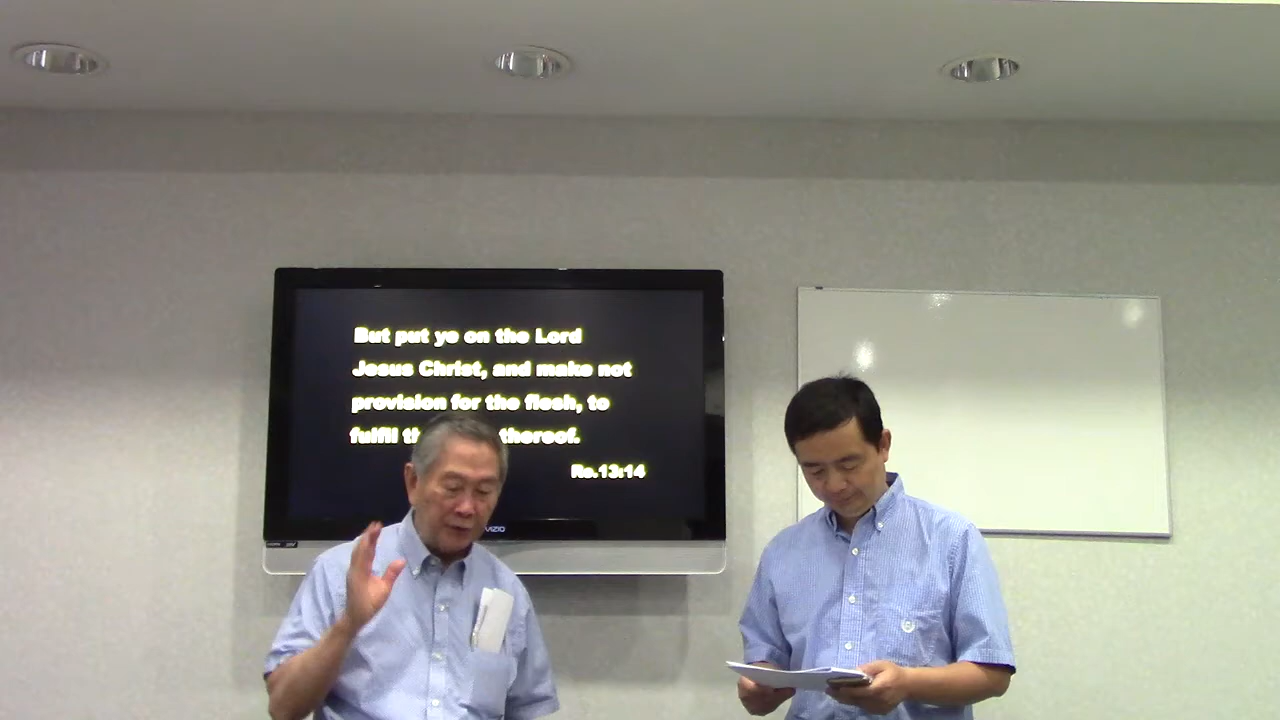 But put ye on the Lord
Jesus Christ, and make not
provision for the flesh, to
fulfil thereof.
Ro.13:14
VIZIO